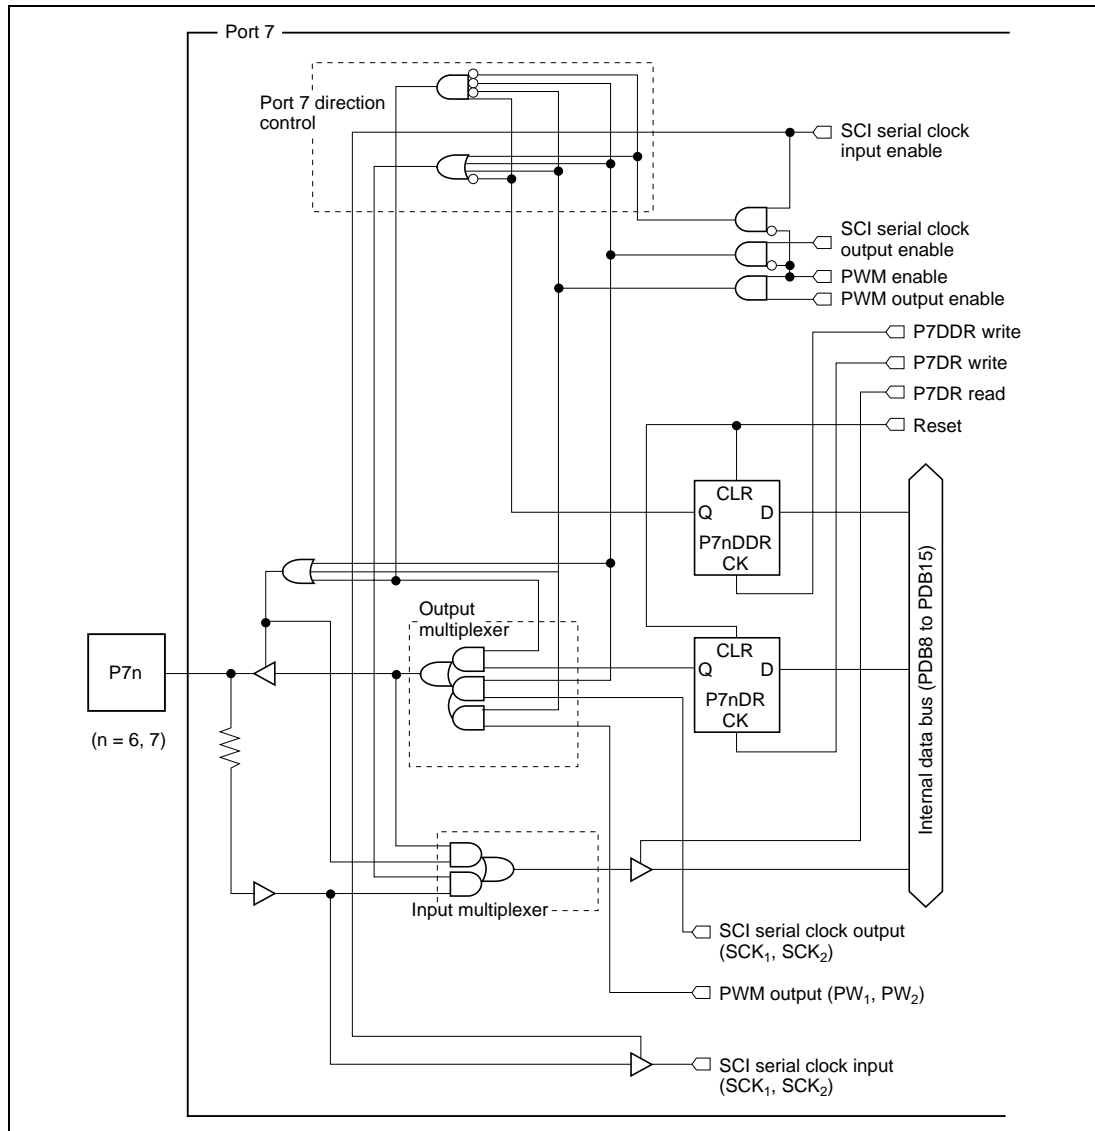 Port 7
Port 7 direction
control
SCI serial clock
input enable
SCI serial clock
output enable
PWM enable
PWM output enable
P7DDR write
P7DR write
P7DR read
Reset
CLR
Q D
P7nDDR
CK
Output
multiplexer
CLR
Q D
P7nDR
CK
P7n
(n = 6, 7)
Internal data bus (PDB8 to PDB15)
Input multiplexer
SCI serial clock output
(SCK₁, SCK₂)
PWM output (PW₁, PW₂)
SCI serial clock input
(SCK₁, SCK₂)